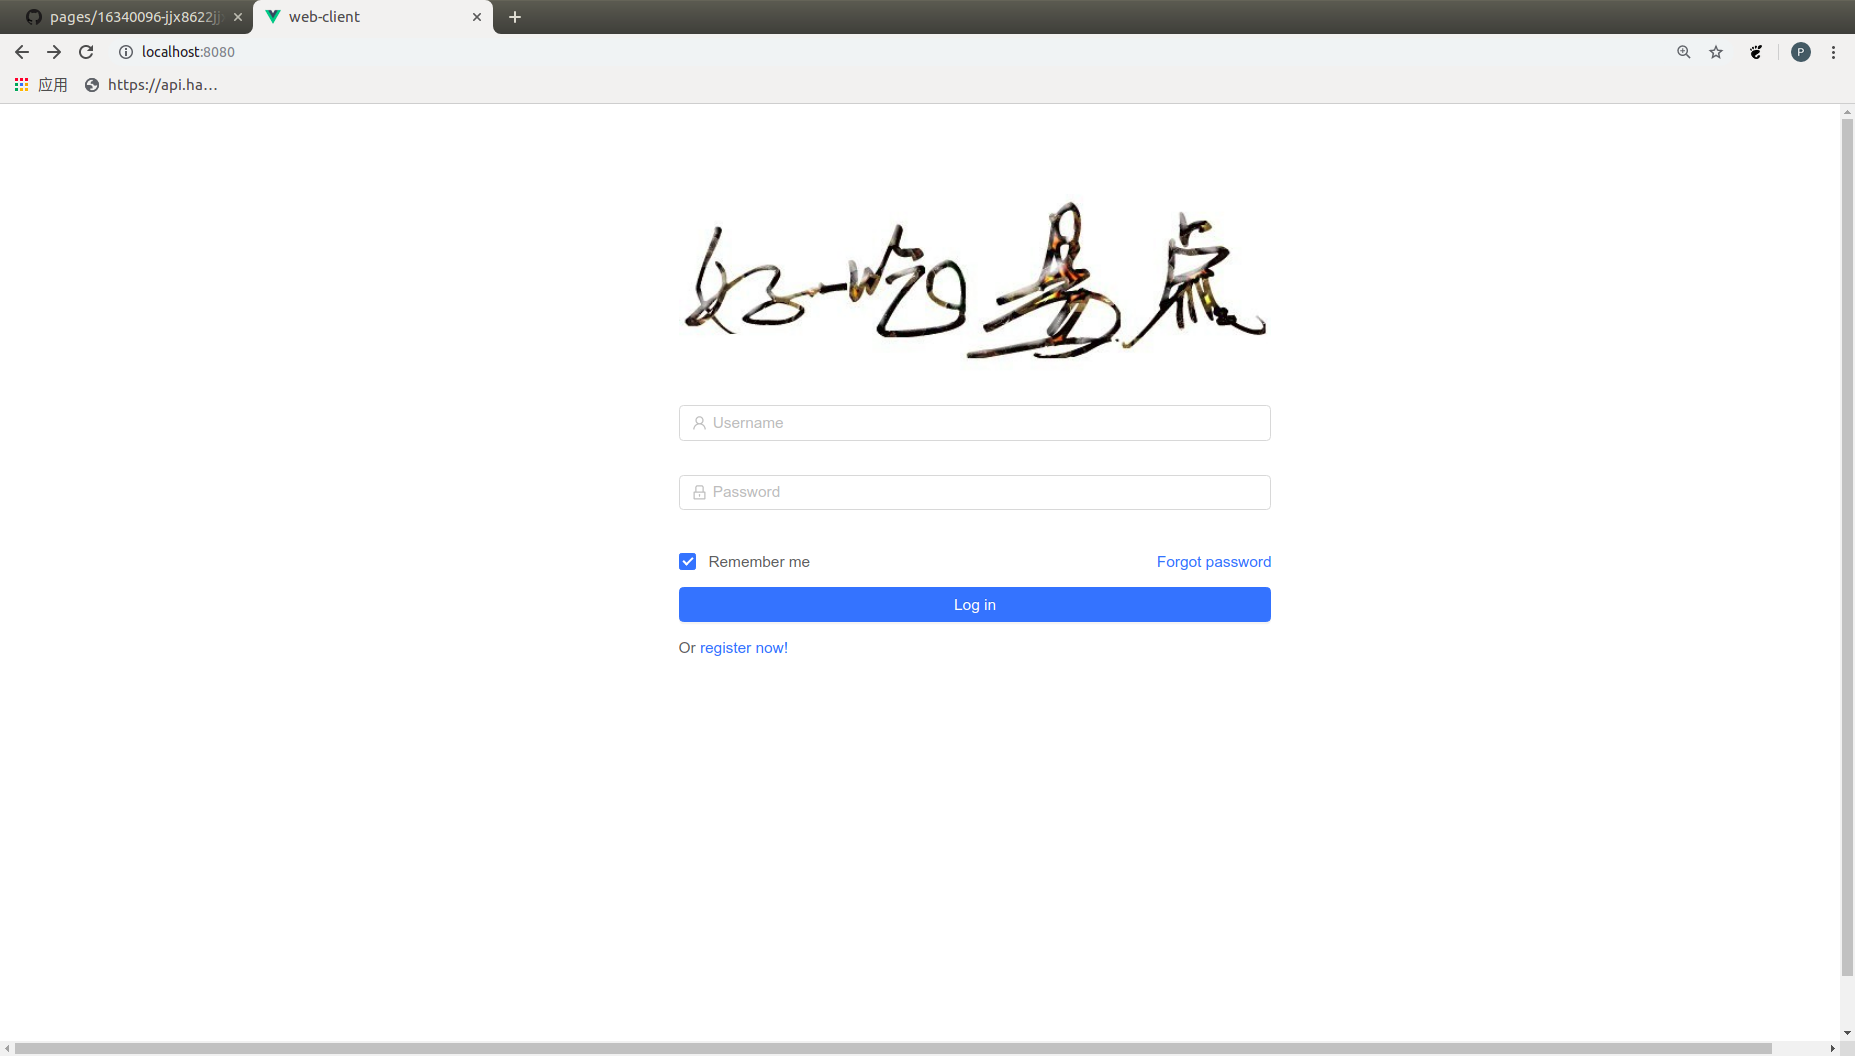 pages/16340096-jjx8622jj
web-client
localhost:8080
P
应用
https://api.ha...
好吃易点
Username
Password
Remember me
Forgot password
Log in
Or register now!